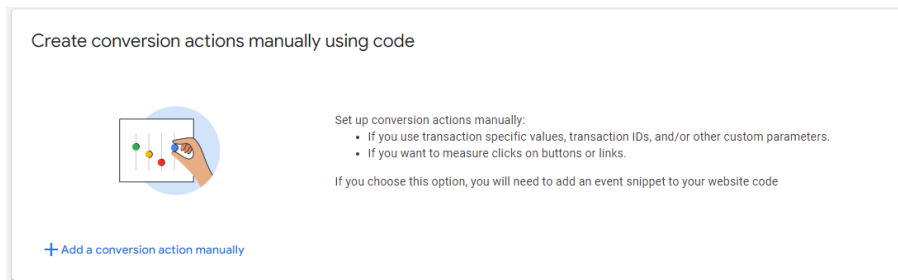 Create conversion actions manually using code
Set up conversion actions manually:
• If you use transaction specific values, transaction IDs, and/or other custom parameters.
• If you want to measure clicks on buttons or links.
If you choose this option, you will need to add an event snippet to your website code
+ Add a conversion action manually